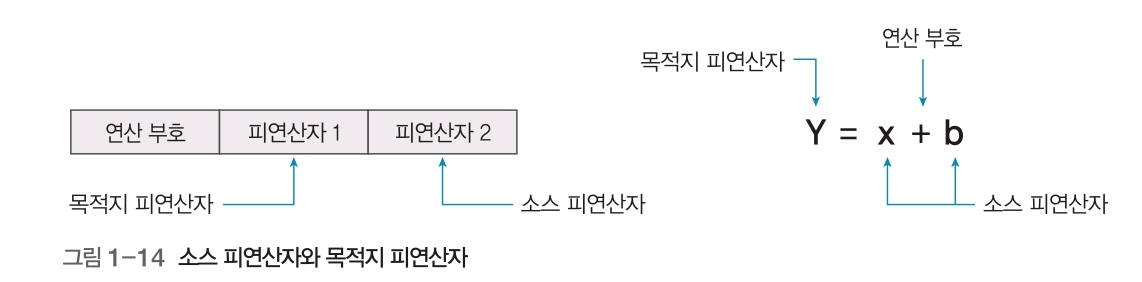 연산 부호 피연산자 1 피연산자 2
목적지 피연산자 소스 피연산자
연산 부호
목적지 피연산자
Y = x + b
소스 피연산자
그림 1-14 소스 피연산자와 목적지 피연산자